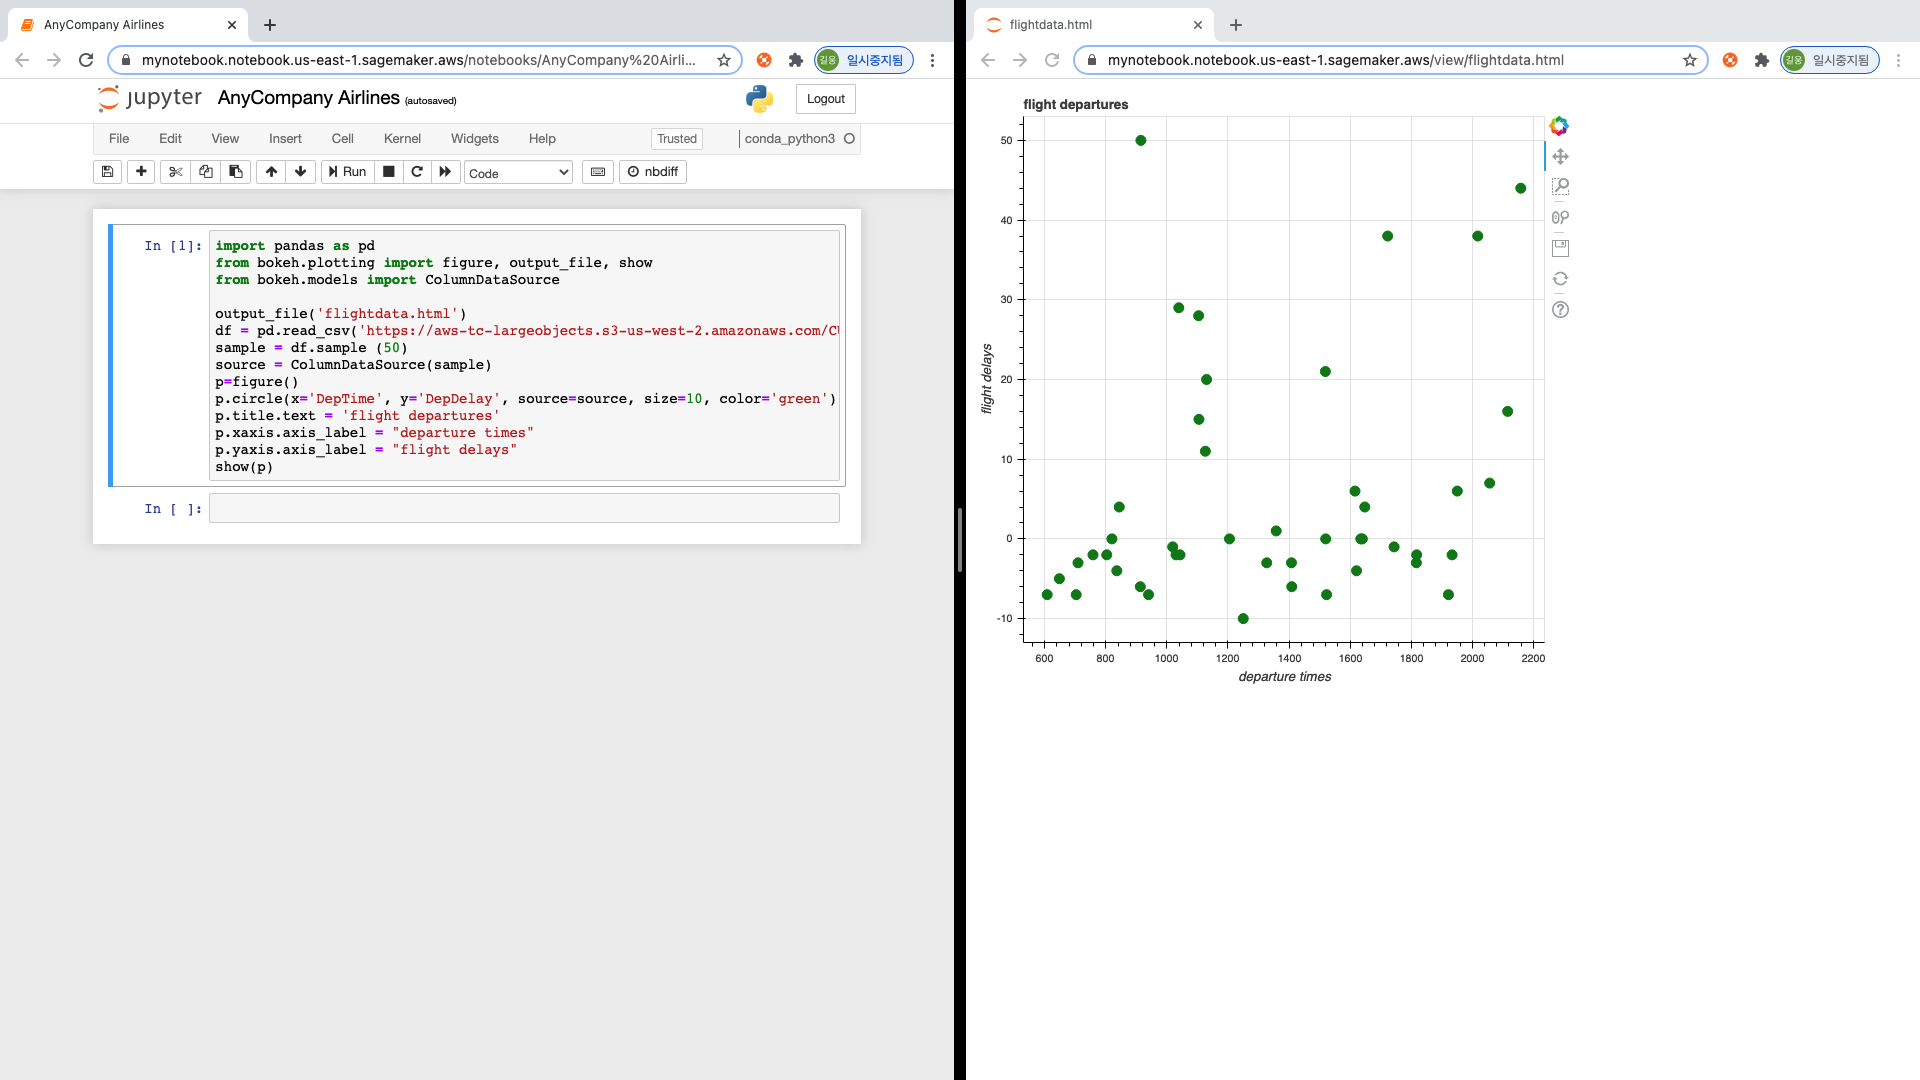 AnyCompany Airlines
mynotebook.notebook.us-east-1.sagemaker.aws/notebooks/AnyCompany%20Airli...
길웅 일시중지됨
jupyter AnyCompany Airlines (autosaved)
Logout
File Edit View Insert Cell Kernel Widgets Help
Trusted
conda_python3
Run
Code
nbdiff
In [1]:
import pandas as pd
from bokeh.plotting import figure, output_file, show
from bokeh.models import ColumnDataSource
output_file('flightdata.html')
df = pd.read_csv('https://aws-tc-largeobjects.s3-us-west-2.amazonaws.com/CU
sample = df.sample (50)
source = ColumnDataSource(sample)
p=figure()
p.circle(x='DepTime', y='DepDelay', source=source, size=10, color='green')
p.title.text = 'flight departures'
p.xaxis.axis_label = "departure times"
p.yaxis.axis_label = "flight delays"
show(p)
In [ ]:
flightdata.html
mynotebook.notebook.us-east-1.sagemaker.aws/view/flightdata.html
길웅 일시중지됨
flight departures
50
40
30
20
10
0
-10
flight delays
600 800 1000 1200 1400 1600 1800 2000 2200
departure times